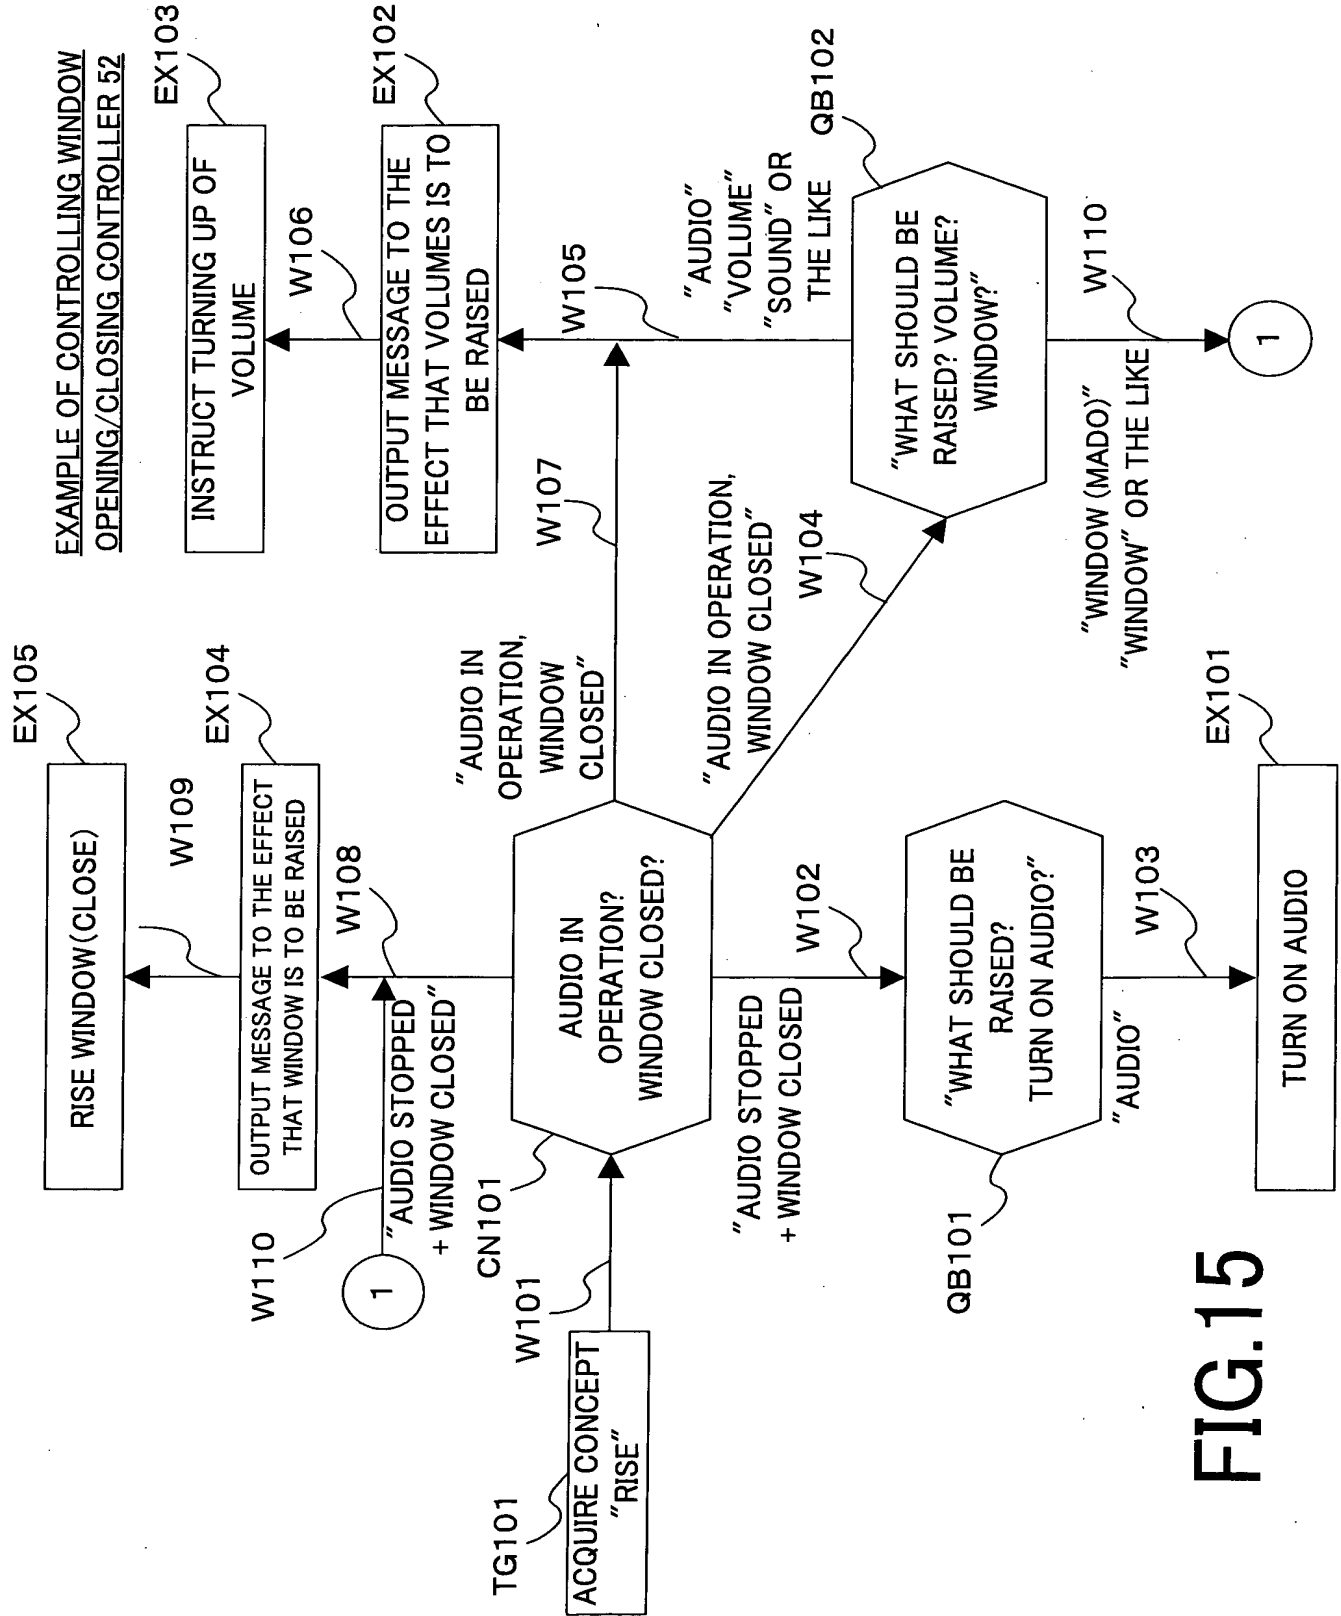 EXAMPLE OF CONTROLLING WINDOW
OPENING/CLOSING CONTROLLER 52
EX105
RISE WINDOW(CLOSE)
W109
EX104
OUTPUT MESSAGE TO THE EFFECT
THAT WINDOW IS TO BE RAISED
W108
W110
1
"AUDIO STOPPED
+ WINDOW CLOSED"
EX103
INSTRUCT TURNING UP OF
VOLUME
W106
EX102
OUTPUT MESSAGE TO THE
EFFECT THAT VOLUMES IS TO
BE RAISED
W105
"AUDIO"
"VOLUME"
"SOUND" OR
THE LIKE
TG101
ACQUIRE CONCEPT
"RISE"
W101
CN101
AUDIO IN
OPERATION?
WINDOW CLOSED?
"AUDIO IN
OPERATION,
WINDOW
CLOSED"
W107
"AUDIO IN OPERATION,
WINDOW CLOSED"
W104
QB102
"WHAT SHOULD BE
RAISED? VOLUME?
WINDOW?"
"WINDOW (MADO)"
"WINDOW" OR THE LIKE
W110
1
"AUDIO STOPPED
+ WINDOW CLOSED
W102
QB101
"WHAT SHOULD BE
RAISED?
TURN ON AUDIO?"
"AUDIO"
W103
EX101
TURN ON AUDIO
FIG.15